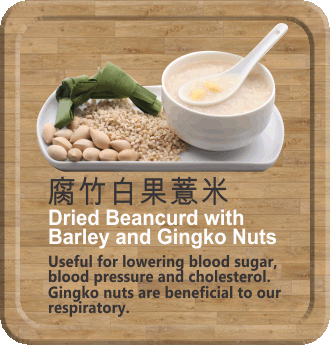 腐竹白果薏米
Dried Beancurd with
Barley and Gingko Nuts
Useful for lowering blood sugar,
blood pressure and cholesterol.
Gingko nuts are beneficial to our
respiratory.